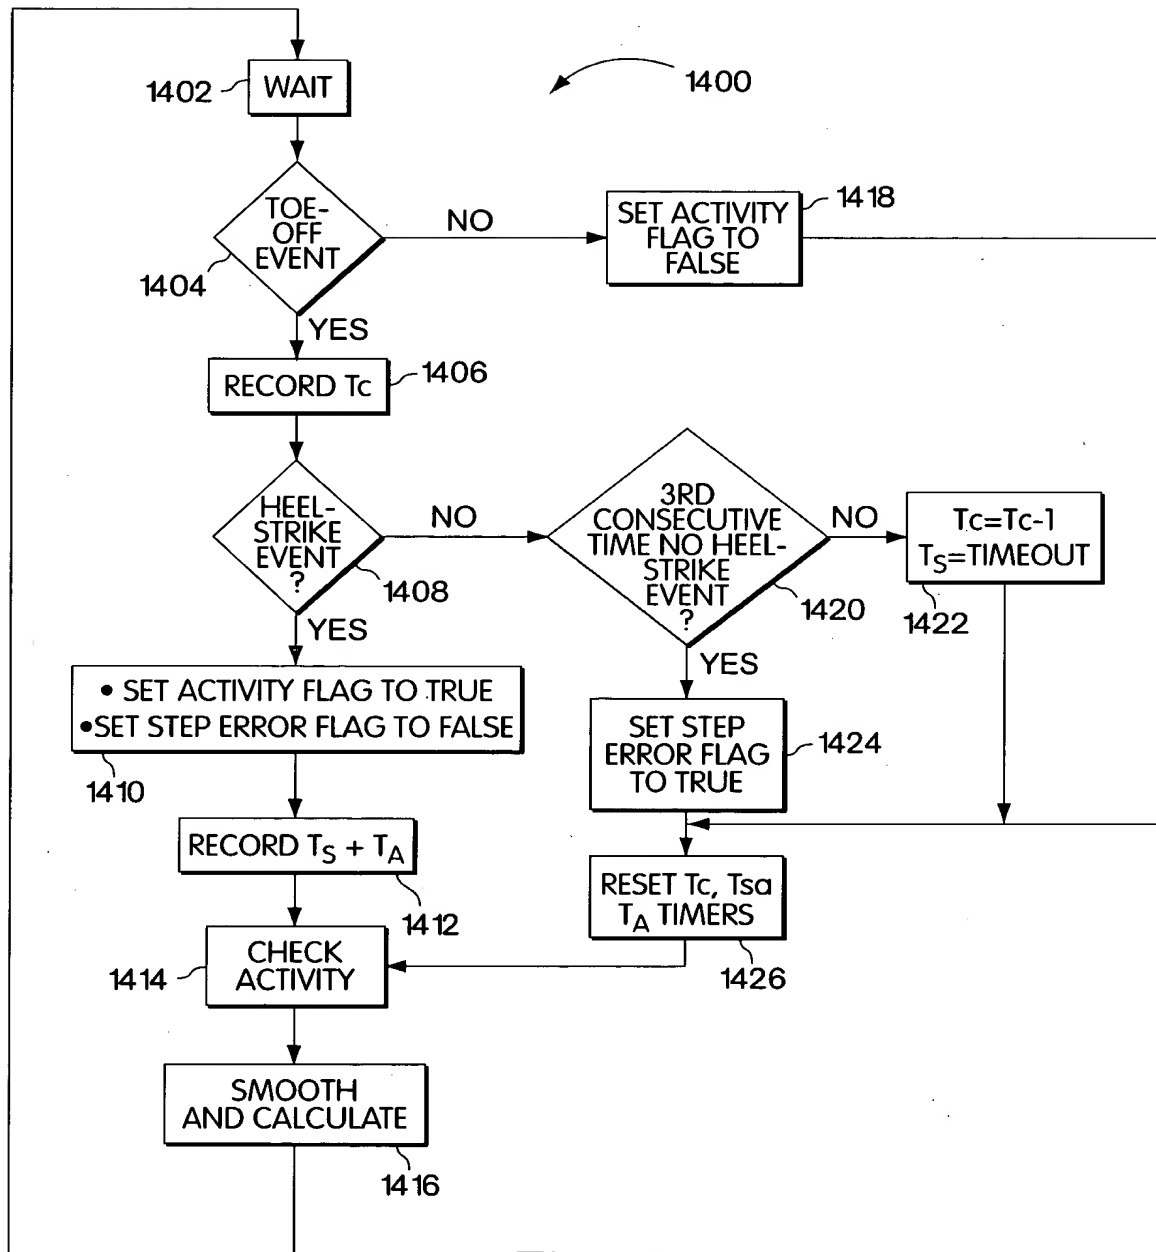 1400
WAIT
1402
TOE-
OFF
EVENT
1404
NO
SET ACTIVITY
FLAG TO
FALSE
1418
YES
RECORD Tc
1406
HEEL-
STRIKE
EVENT
?
1408
NO
3RD
CONSECUTIVE
TIME NO HEEL-
STRIKE
EVENT
?
1420
NO
Tc=Tc-1
TS=TIMEOUT
1422
YES
• SET ACTIVITY FLAG TO TRUE
•SET STEP ERROR FLAG TO FALSE
1410
YES
SET STEP
ERROR FLAG
TO TRUE
1424
RECORD TS + TA
1412
RESET Tc, Tsa
TA TIMERS
1426
CHECK
ACTIVITY
1414
SMOOTH
AND CALCULATE
1416